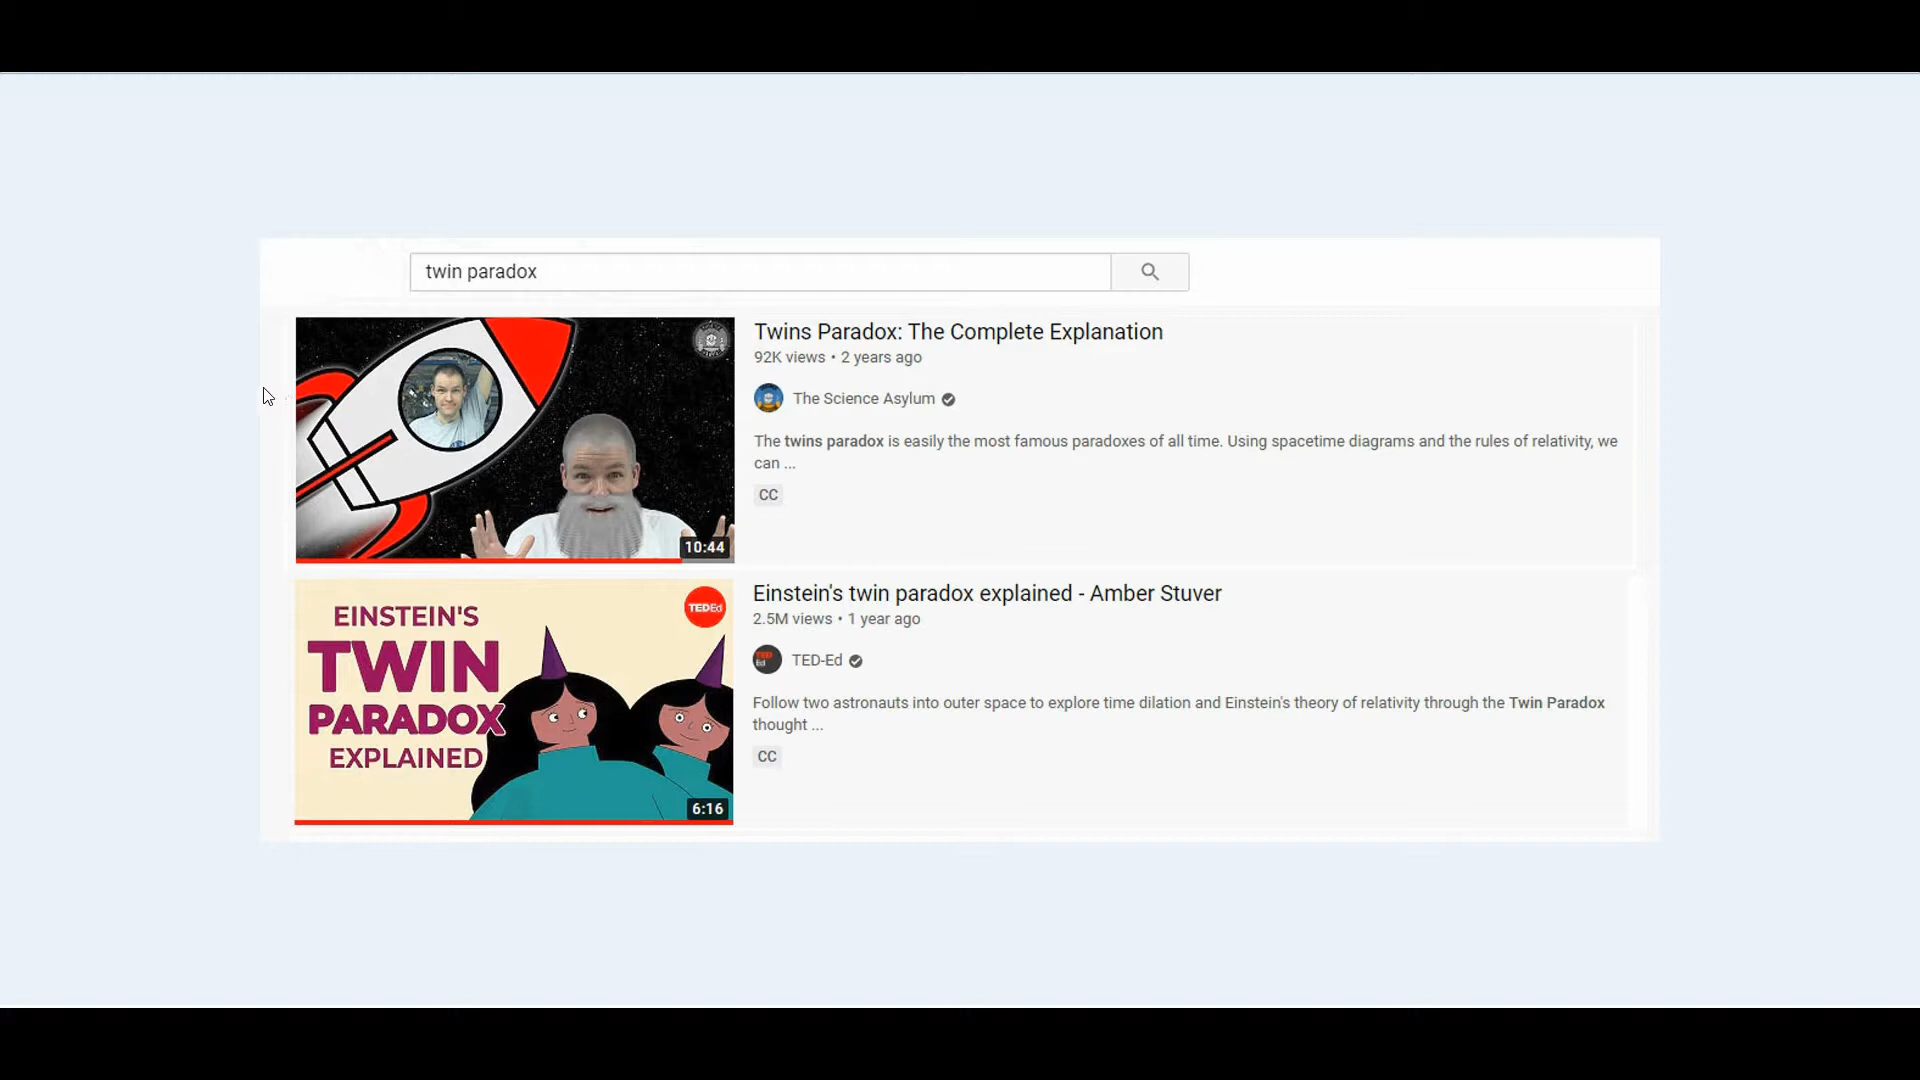 twin paradox
Twins Paradox: The Complete Explanation
92K views • 2 years ago
The Science Asylum
The twins paradox is easily the most famous paradoxes of all time. Using spacetime diagrams and the rules of relativity, we
can ...
CC
10:44
EINSTEIN'S
TWIN
PARADOX
EXPLAINED
TEDEd
6:16
Einstein's twin paradox explained - Amber Stuver
2.5M views • 1 year ago
TED Ed
TED-Ed
Follow two astronauts into outer space to explore time dilation and Einstein's theory of relativity through the Twin Paradox
thought ...
CC